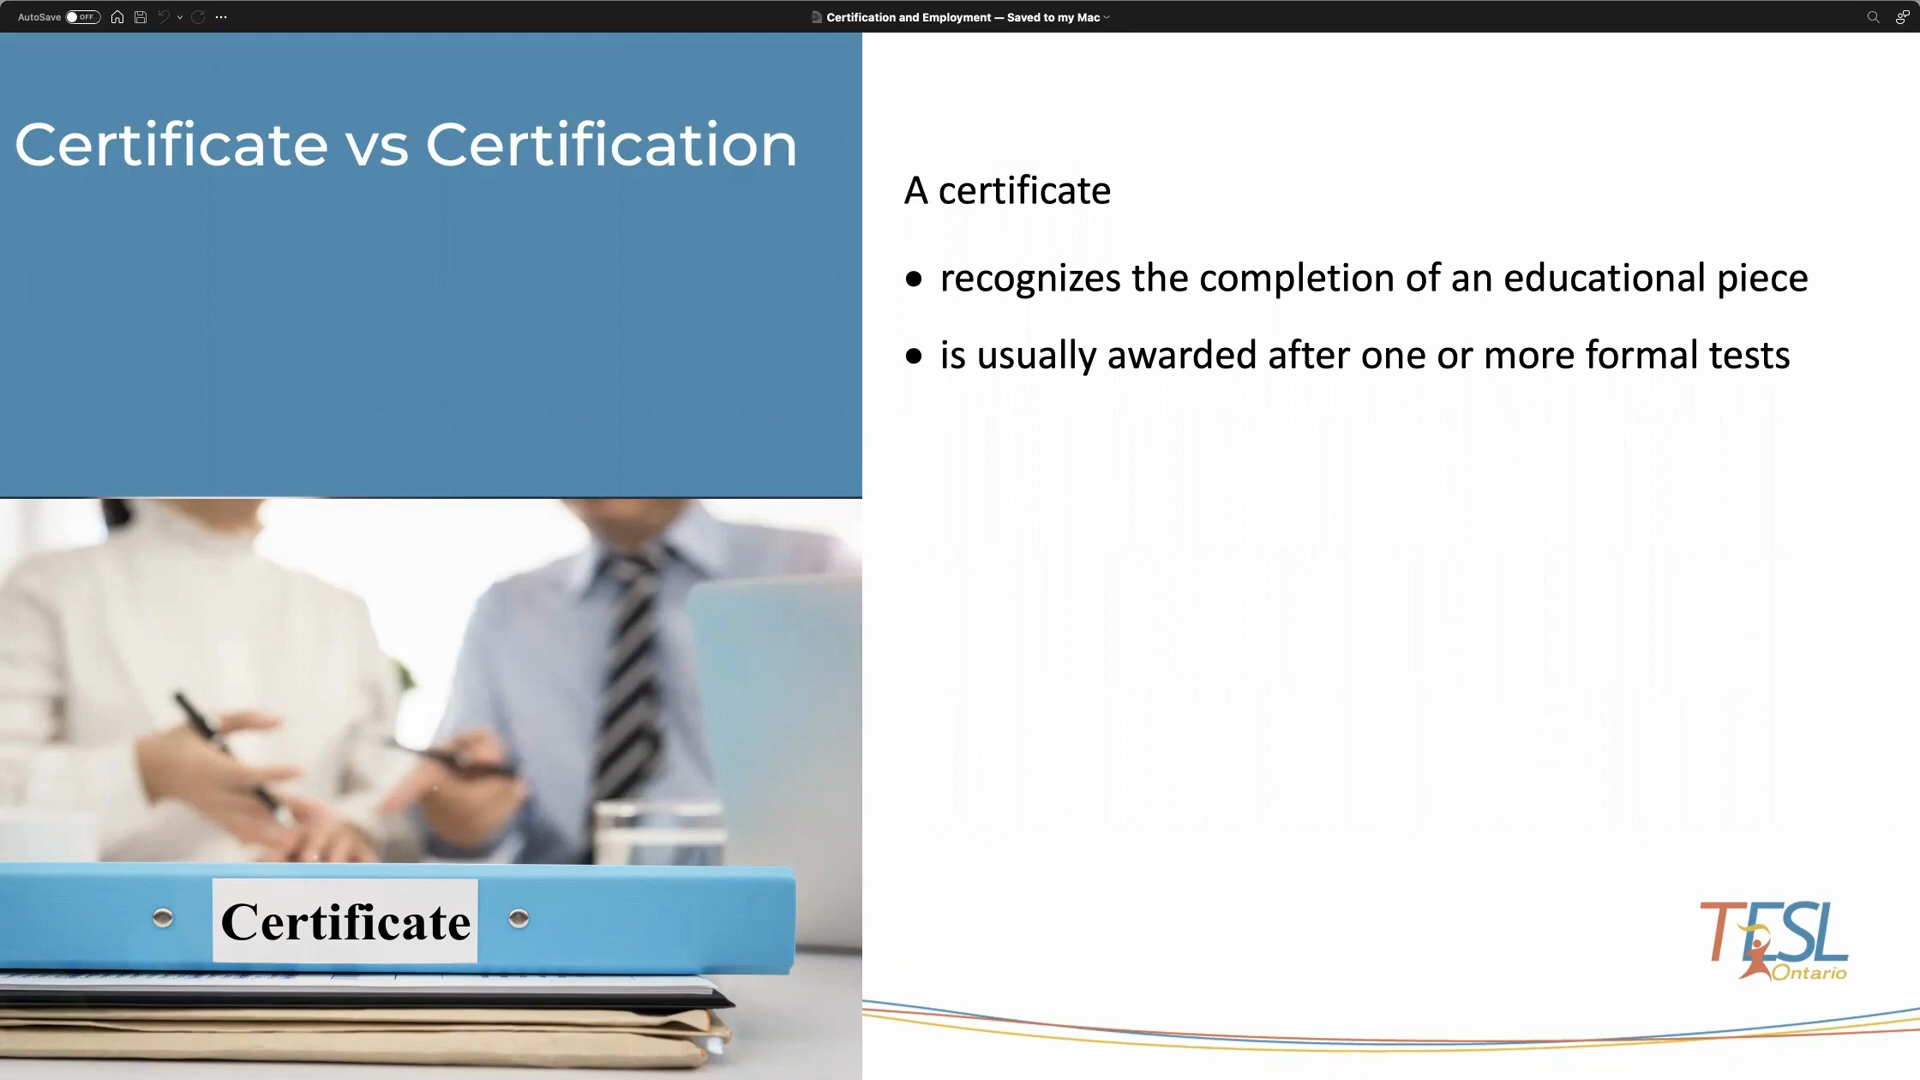 AutoSave OFF
Certification and Employment — Saved to my Mac
Certificate vs Certification
A certificate
• recognizes the completion of an educational piece
• is usually awarded after one or more formal tests
Certificate
TESL
Ontario